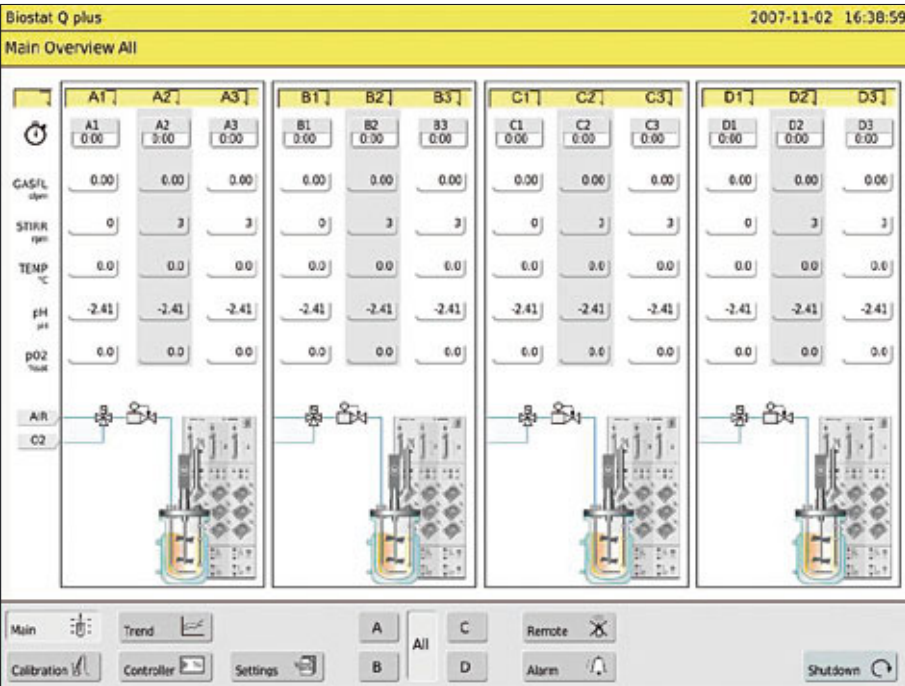 Biostat Q plus 2007-11-02 16:38:59
Main Overview All
A1 A2 A3 B1 B2 B3 C1 C2 C3 D1 D2 D3
A1 A2 A3 B1 B2 B3 C1 C2 C3 D1 D2 D3
0:00 0:00 0:00 0:00 0:00 0:00 0:00 0:00 0:00 0:00 0:00 0:00
GASFL 0.00 0.00 0.00 0.00 0.00 0.00 0.00 0.00 0.00 0.00 0.00 0.00
STIRR 0 3 3 0 3 3 0 3 3 0 3 3
rpm
TEMP 0.0 0.0 0.0 0.0 0.0 0.0 0.0 0.0 0.0 0.0 0.0 0.0
°C
pH -2.41 -2.41 -2.41 -2.41 -2.41 -2.41 -2.41 -2.41 -2.41 -2.41 -2.41 -2.41
pH
pO2 0.0 0.0 0.0 0.0 0.0 0.0 0.0 0.0 0.0 0.0 0.0 0.0
AIR
O2
Main Trend A All C Remote
Calibration Controller Settings B D Alarm Shutdown